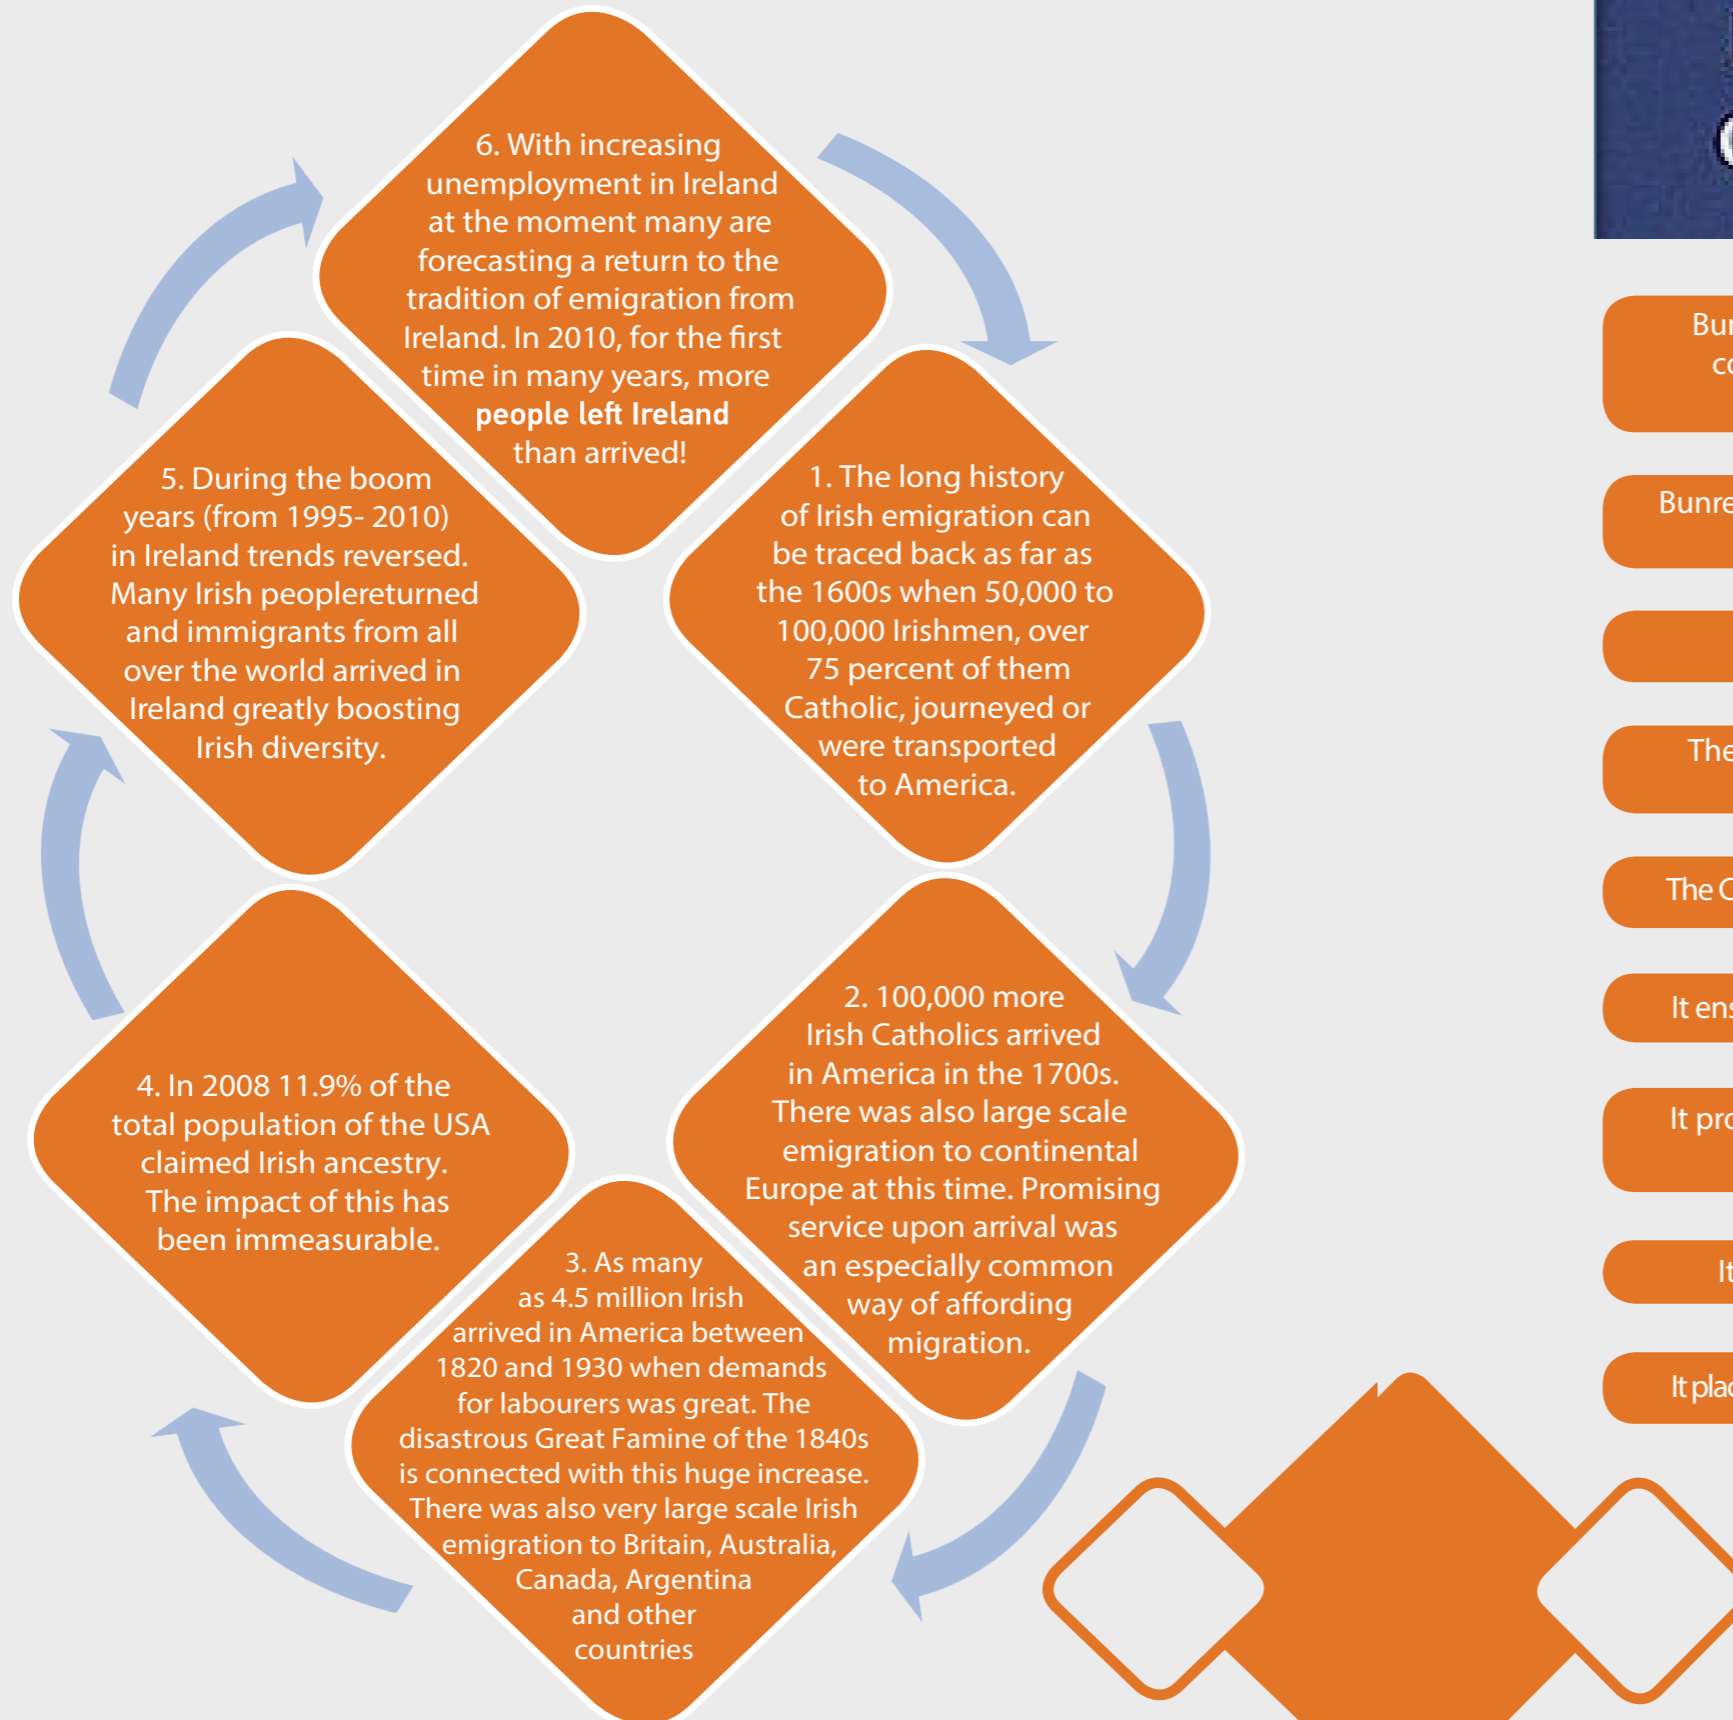 6. With increasing
unemployment in Ireland
at the moment many are
forecasting a return to the
tradition of emigration from
Ireland. In 2010, for the first
time in many years, more
people left Ireland
than arrived!
1. The long history
of Irish emigration can
be traced back as far as
the 1600s when 50,000 to
100,000 Irishmen, over
75 percent of them
Catholic, journeyed or
were transported
to America.
2. 100,000 more
Irish Catholics arrived
in America in the 1700s.
There was also large scale
emigration to continental
Europe at this time. Promising
service upon arrival was
an especially common
way of affording
migration.
3. As many
as 4.5 million Irish
arrived in America between
1820 and 1930 when demands
for labourers was great. The
disastrous Great Famine of the 1840s
is connected with this huge increase.
There was also very large scale Irish
emigration to Britain, Australia,
Canada, Argentina
and other
countries
4. In 2008 11.9% of the
total population of the USA
claimed Irish ancestry.
The impact of this has
been immeasurable.
5. During the boom
years (from 1995- 2010)
in Ireland trends reversed.
Many Irish peoplereturned
and immigrants from all
over the world arrived in
Ireland greatly boosting
Irish diversity.
The
The
It
It
It
It